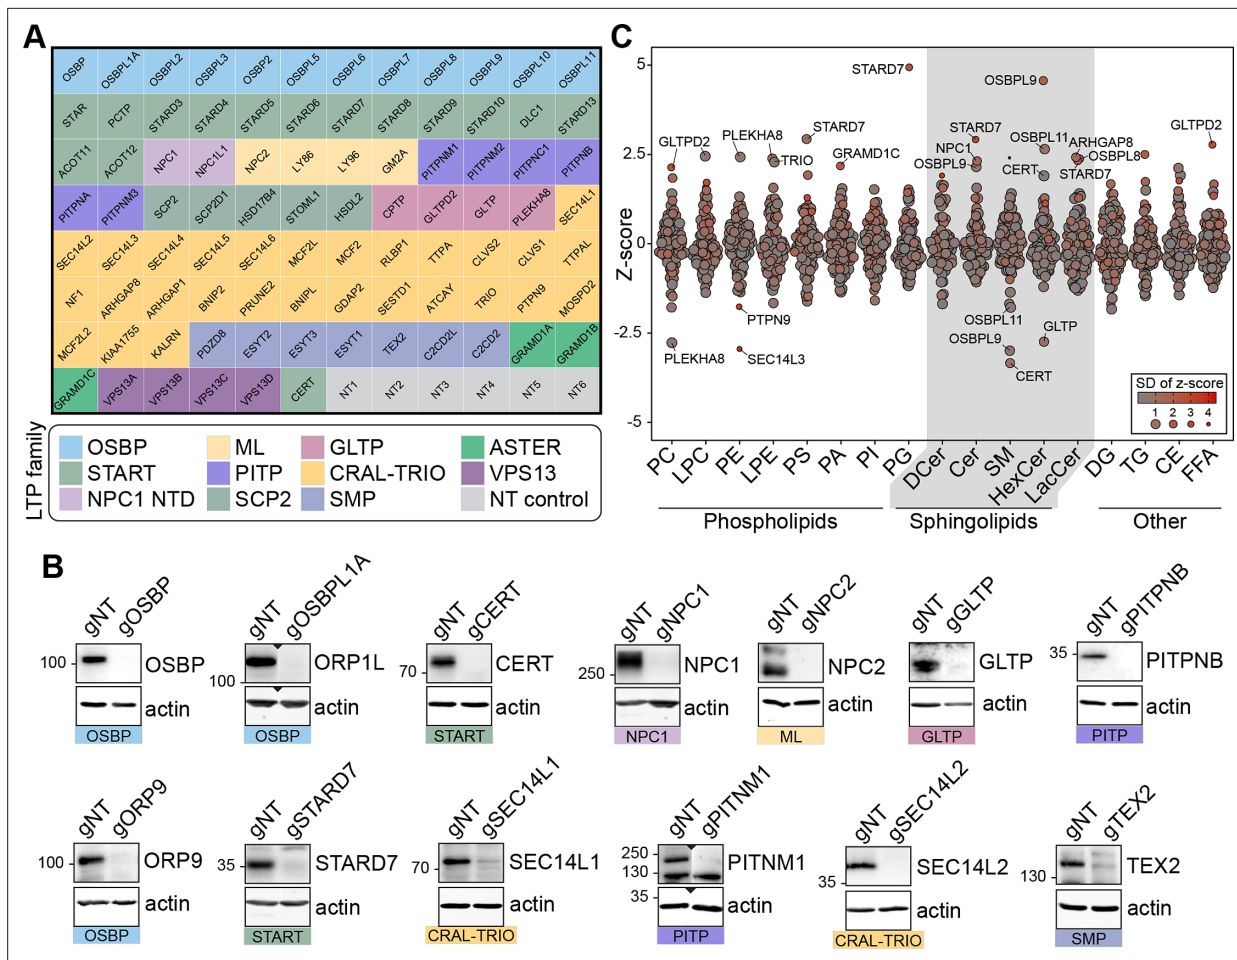 A
OSBP OSBPL1A OSBPL2 OSBPL3 OSBP2 OSBPL5 OSBPL6 OSBPL7 OSBPL8 OSBPL9 OSBPL10 OSBPL11
STAR PCTP STARD3 STARD4 STARD5 STARD6 STARD7 STARD8 STARD9 STARD10 DLC1 STARD13
ACOT11 ACOT12 NPC1 NPC1L1 NPC2 LY86 LY96 GM2A PITPNM1 PITPNM2 PITPNC1 PITPNB
PITPNA PITPNM3 SCP2 SCP2D1 HSD17B4 STOML1 HSDL2 CPTP GLTPD2 GLTP PLEKHA8 SEC14L1
SEC14L2 SEC14L3 SEC14L4 SEC14L5 SEC14L6 MCF2L MCF2 RLBP1 TTPA CLVS2 CLVS1 TTPAL
NF1 ARHGAP8 ARHGAP1 BNIP2 PRUNE2 BNIPL GDAP2 SESTD1 ATCAY TRIO PTPN9 MOSPD2
MCF2L2 KIAA1755 KALRN PDZD8 ESYT2 ESYT3 ESYT1 TEX2 C2CD2L C2CD2 GRAMD1A GRAMD1B
GRAMD1C VPS13A VPS13B VPS13C VPS13D CERT NT1 NT2 NT3 NT4 NT5 NT6
LTP family
OSBP ML GLTP ASTER
START PITP CRAL-TRIO VPS13
NPC1 NTD SCP2 SMP NT control
C
Z-score
5
2.5
0
-2.5
-5
STARD7
OSBPL9
GLTPD2
PLEKHA8
STARD7
TRIO
GRAMD1C
STARD7
NPC1
OSBPL9
OSBPL11
CERT
ARHGAP8
OSBPL8
STARD7
GLTPD2
PTPN9
PLEKHA8
SEC14L3
OSBPL11
OSBPL9
GLTP
CERT
SD of z-score
1 2 3 4
PC LPC PE LPE PS PA PI PG DCer Cer SM HexCer LacCer DG TG CE FFA
Phospholipids Sphingolipids Other
B
gNT gOSBP
100 OSBP
actin
OSBP
gNT gOSBPL1A
100 ORP1L
actin
OSBP
gNT gCERT
70 CERT
actin
START
gNT gNPC1
250 NPC1
actin
NPC1
gNT gNPC2
NPC2
actin
ML
gNT gGLTP
GLTP
actin
GLTP
gNT gPITPNB
35 PITPNB
actin
PITP
gNT gORP9
100 ORP9
actin
OSBP
gNT gSTARD7
35 STARD7
actin
START
gNT gSEC14L1
70 SEC14L1
actin
CRAL-TRIO
gNT gPITNM1
250
130 PITNM1
35
actin
PITP
gNT gSEC14L2
35 SEC14L2
actin
CRAL-TRIO
gNT gTEX2
130 TEX2
actin
SMP